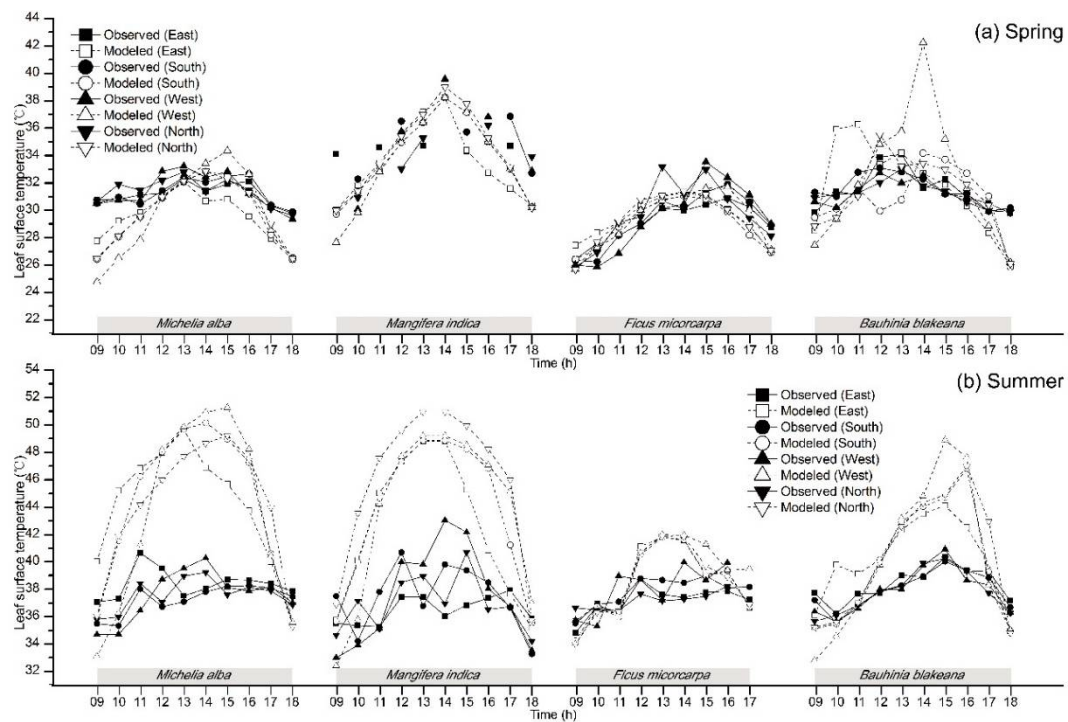 44
42
40
38
36
34
32
30
28
26
24
22
Leaf surface temperature (℃)
(a) Spring
Observed (East)
Modeled (East)
Observed (South)
Modeled (South)
Observed (West)
Modeled (West)
Observed (North)
Modeled (North)
Michelia alba
Mangifera indica
Ficus micorcarpa
Bauhinia blakeana
09 10 11 12 13 14 15 16 17 18
09 10 11 12 13 14 15 16 17 18
09 10 11 12 13 14 15 16 17 18
09 10 11 12 13 14 15 16 17 18
Time (h)
54
52
50
48
46
44
42
40
38
36
34
32
Leaf surface temperature (℃)
(b) Summer
Observed (East)
Modeled (East)
Observed (South)
Modeled (South)
Observed (West)
Modeled (West)
Observed (North)
Modeled (North)
Michelia alba
Mangifera indica
Ficus micorcarpa
Bauhinia blakeana
09 10 11 12 13 14 15 16 17 18
09 10 11 12 13 14 15 16 17 18
09 10 11 12 13 14 15 16 17
09 10 11 12 13 14 15 16 17 18
Time (h)